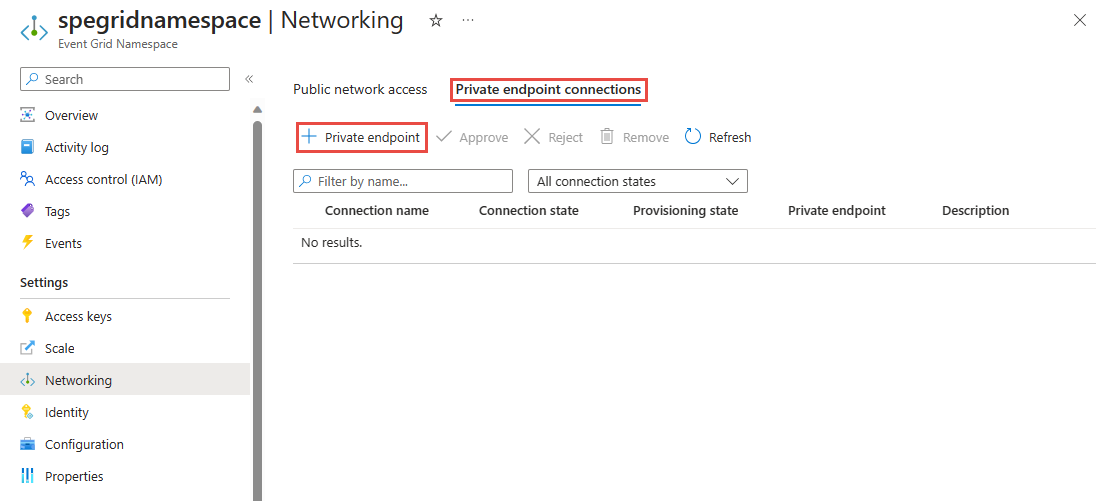 spegridnamespace | Networking ☆ ···
Event Grid Namespace
Search «
Overview
Activity log
Access control (IAM)
Tags
Events
Settings
Access keys
Scale
Networking
Identity
Configuration
Properties
Public network access Private endpoint connections
+ Private endpoint Approve Reject Remove Refresh
Filter by name... All connection states
Connection name Connection state Provisioning state Private endpoint Description
No results.